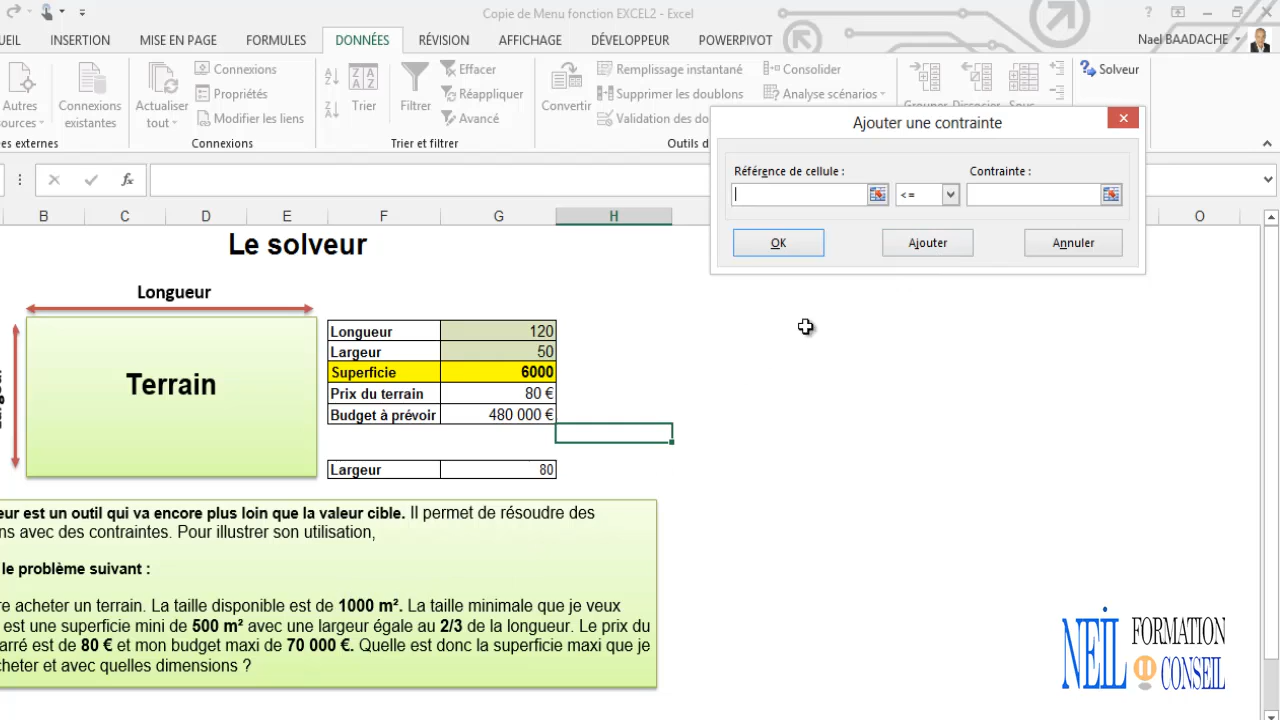 Copie de Menu fonction EXCEL2 - Excel
UEIL INSERTION MISE EN PAGE FORMULES DONNÉES RÉVISION AFFICHAGE DÉVELOPPEUR POWERPIVOT Nael BAADACHE
Autres
Connexions existantes
Actualiser tout
Connexions
Propriétés
Modifier les liens
Trier
Filtrer
Effacer
Réappliquer
Avancé
Convertir
Remplissage instantané
Supprimer les doublons
Validation des do
Consolider
Analyse scénarios
Solveur
es externes Connexions Trier et filtrer Outils d
Ajouter une contrainte
Référence de cellule : Contrainte :
<=
OK Ajouter Annuler
fx
B C D E F G H O
Le solveur
Longueur
Terrain
Longueur 120
Largeur 50
Superficie 6000
Prix du terrain 80 €
Budget à prévoir 480 000 €
Largeur 80
eur est un outil qui va encore plus loin que la valeur cible. Il permet de résoudre des
ns avec des contraintes. Pour illustrer son utilisation,
le problème suivant :
re acheter un terrain. La taille disponible est de 1000 m². La taille minimale que je veux
est une superficie mini de 500 m² avec une largeur égale au 2/3 de la longueur. Le prix du
arré est de 80 € et mon budget maxi de 70 000 €. Quelle est donc la superficie maxi que je
cheter et avec quelles dimensions ?
NEIL FORMATION
CONSEIL